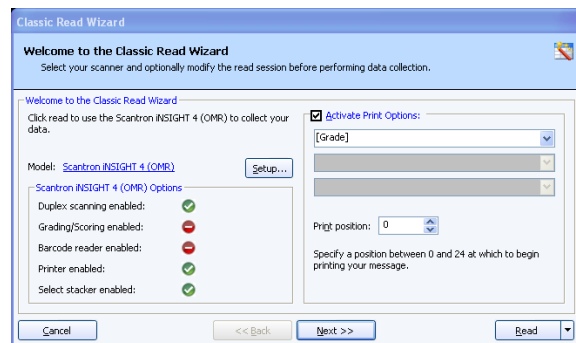 Classic Read Wizard
Welcome to the Classic Read Wizard
Select your scanner and optionally modify the read session before performing data collection.
Welcome to the Classic Read Wizard
Click read to use the Scantron iNSIGHT 4 (OMR) to collect your
data.
Model: Scantron iNSIGHT 4 (OMR)
Setup...
Scantron iNSIGHT 4 (OMR) Options
Duplex scanning enabled:
Grading/Scoring enabled:
Barcode reader enabled:
Printer enabled:
Select stacker enabled:
Activate Print Options:
[Grade]
Print position: 0
Specify a position between 0 and 24 at which to begin
printing your message.
Cancel
<< Back
Next >>
Read